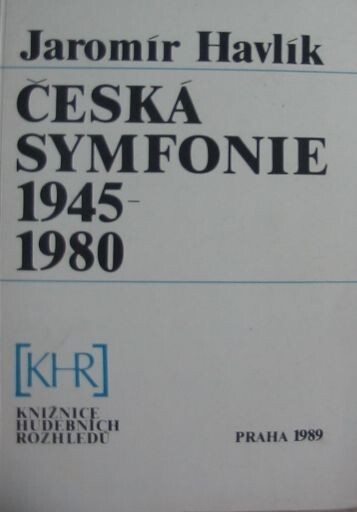 Jaromír Havlík
ČESKÁ
SYMFONIE
1945-
1980
[KHR]
KNIŽNICE
HUDEBNÍCH
ROZHLEDŮ
PRAHA 1989